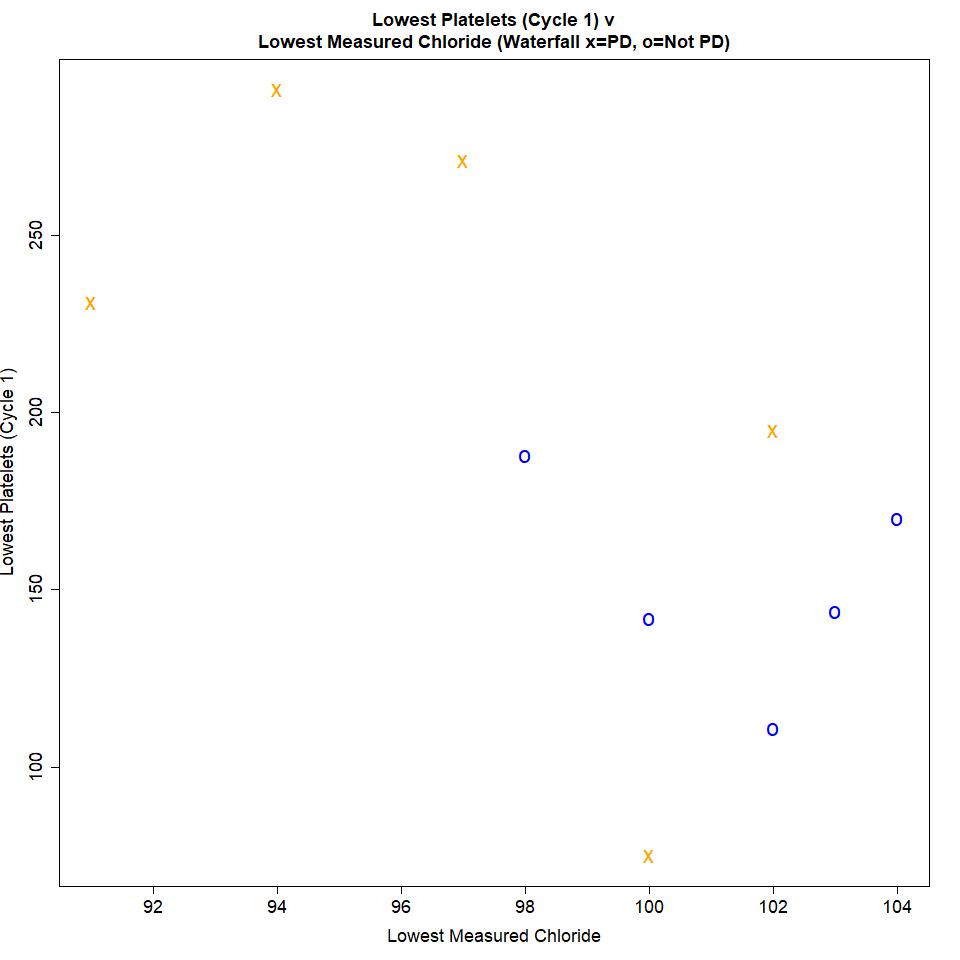 Lowest Platelets (Cycle 1) v
Lowest Measured Chloride (Waterfall x=PD, o=Not PD)
Lowest Platelets (Cycle 1)
250
200
150
100
X
X
X
X
O
O
O
O
O
X
92
94
96
98
100
102
104
Lowest Measured Chloride